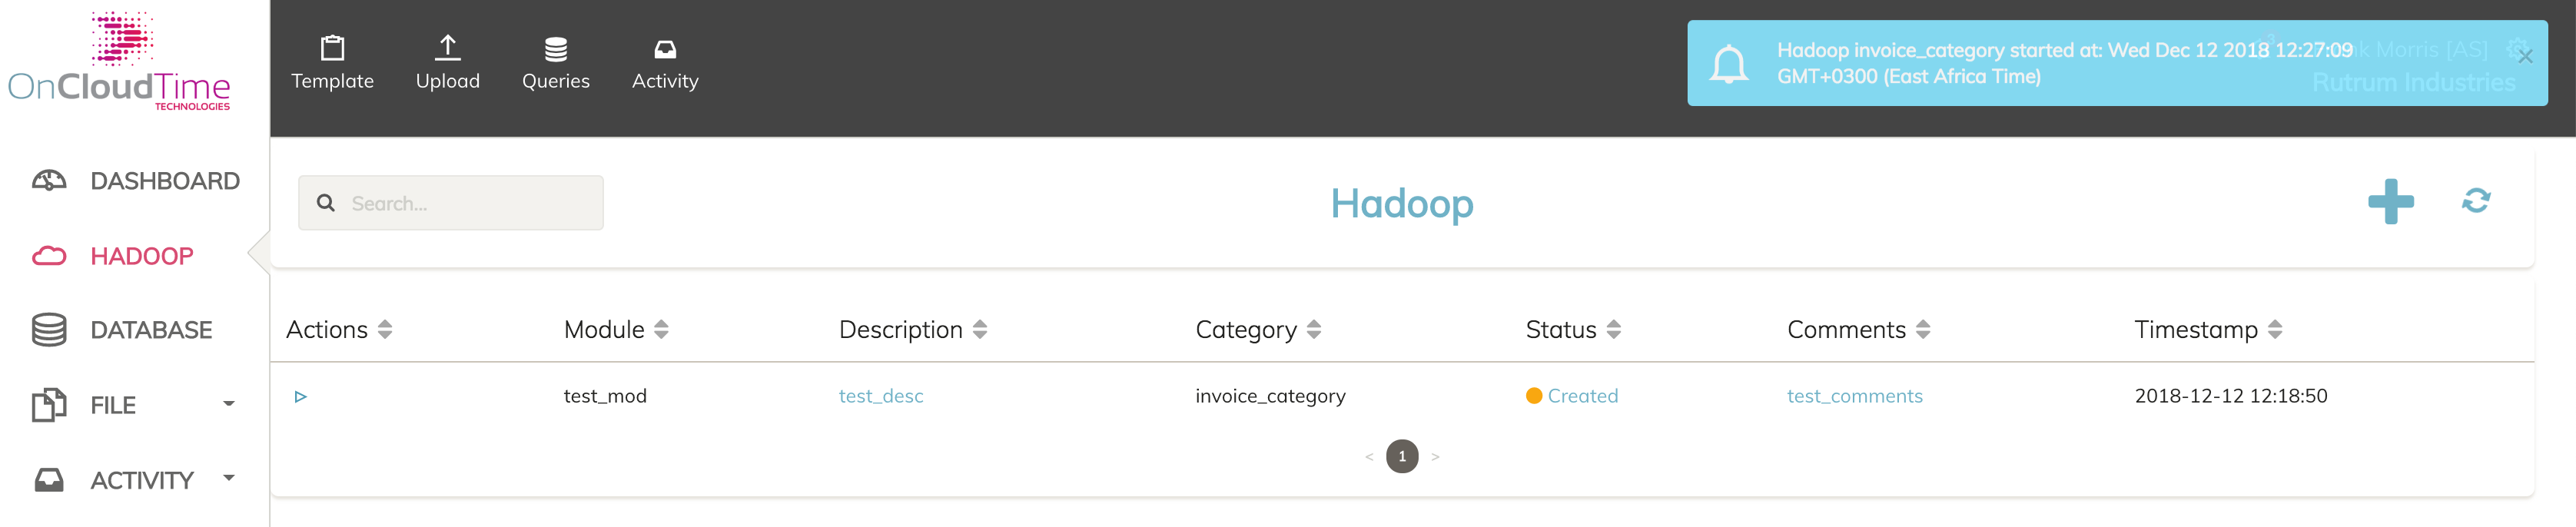 OnCloudTime
TECHNOLOGIES
Template
Upload
Queries
Activity
Hadoop invoice_category started at: Wed Dec 12 2018 12:27:09
GMT+0300 (East Africa Time)
Morris [AS]
Rutrum Industries
DASHBOARD
HADOOP
DATABASE
FILE
ACTIVITY
Search...
Hadoop
Actions Module Description Category Status Comments Timestamp
test_mod test_desc invoice_category Created test_comments 2018-12-12 12:18:50
< 1 >